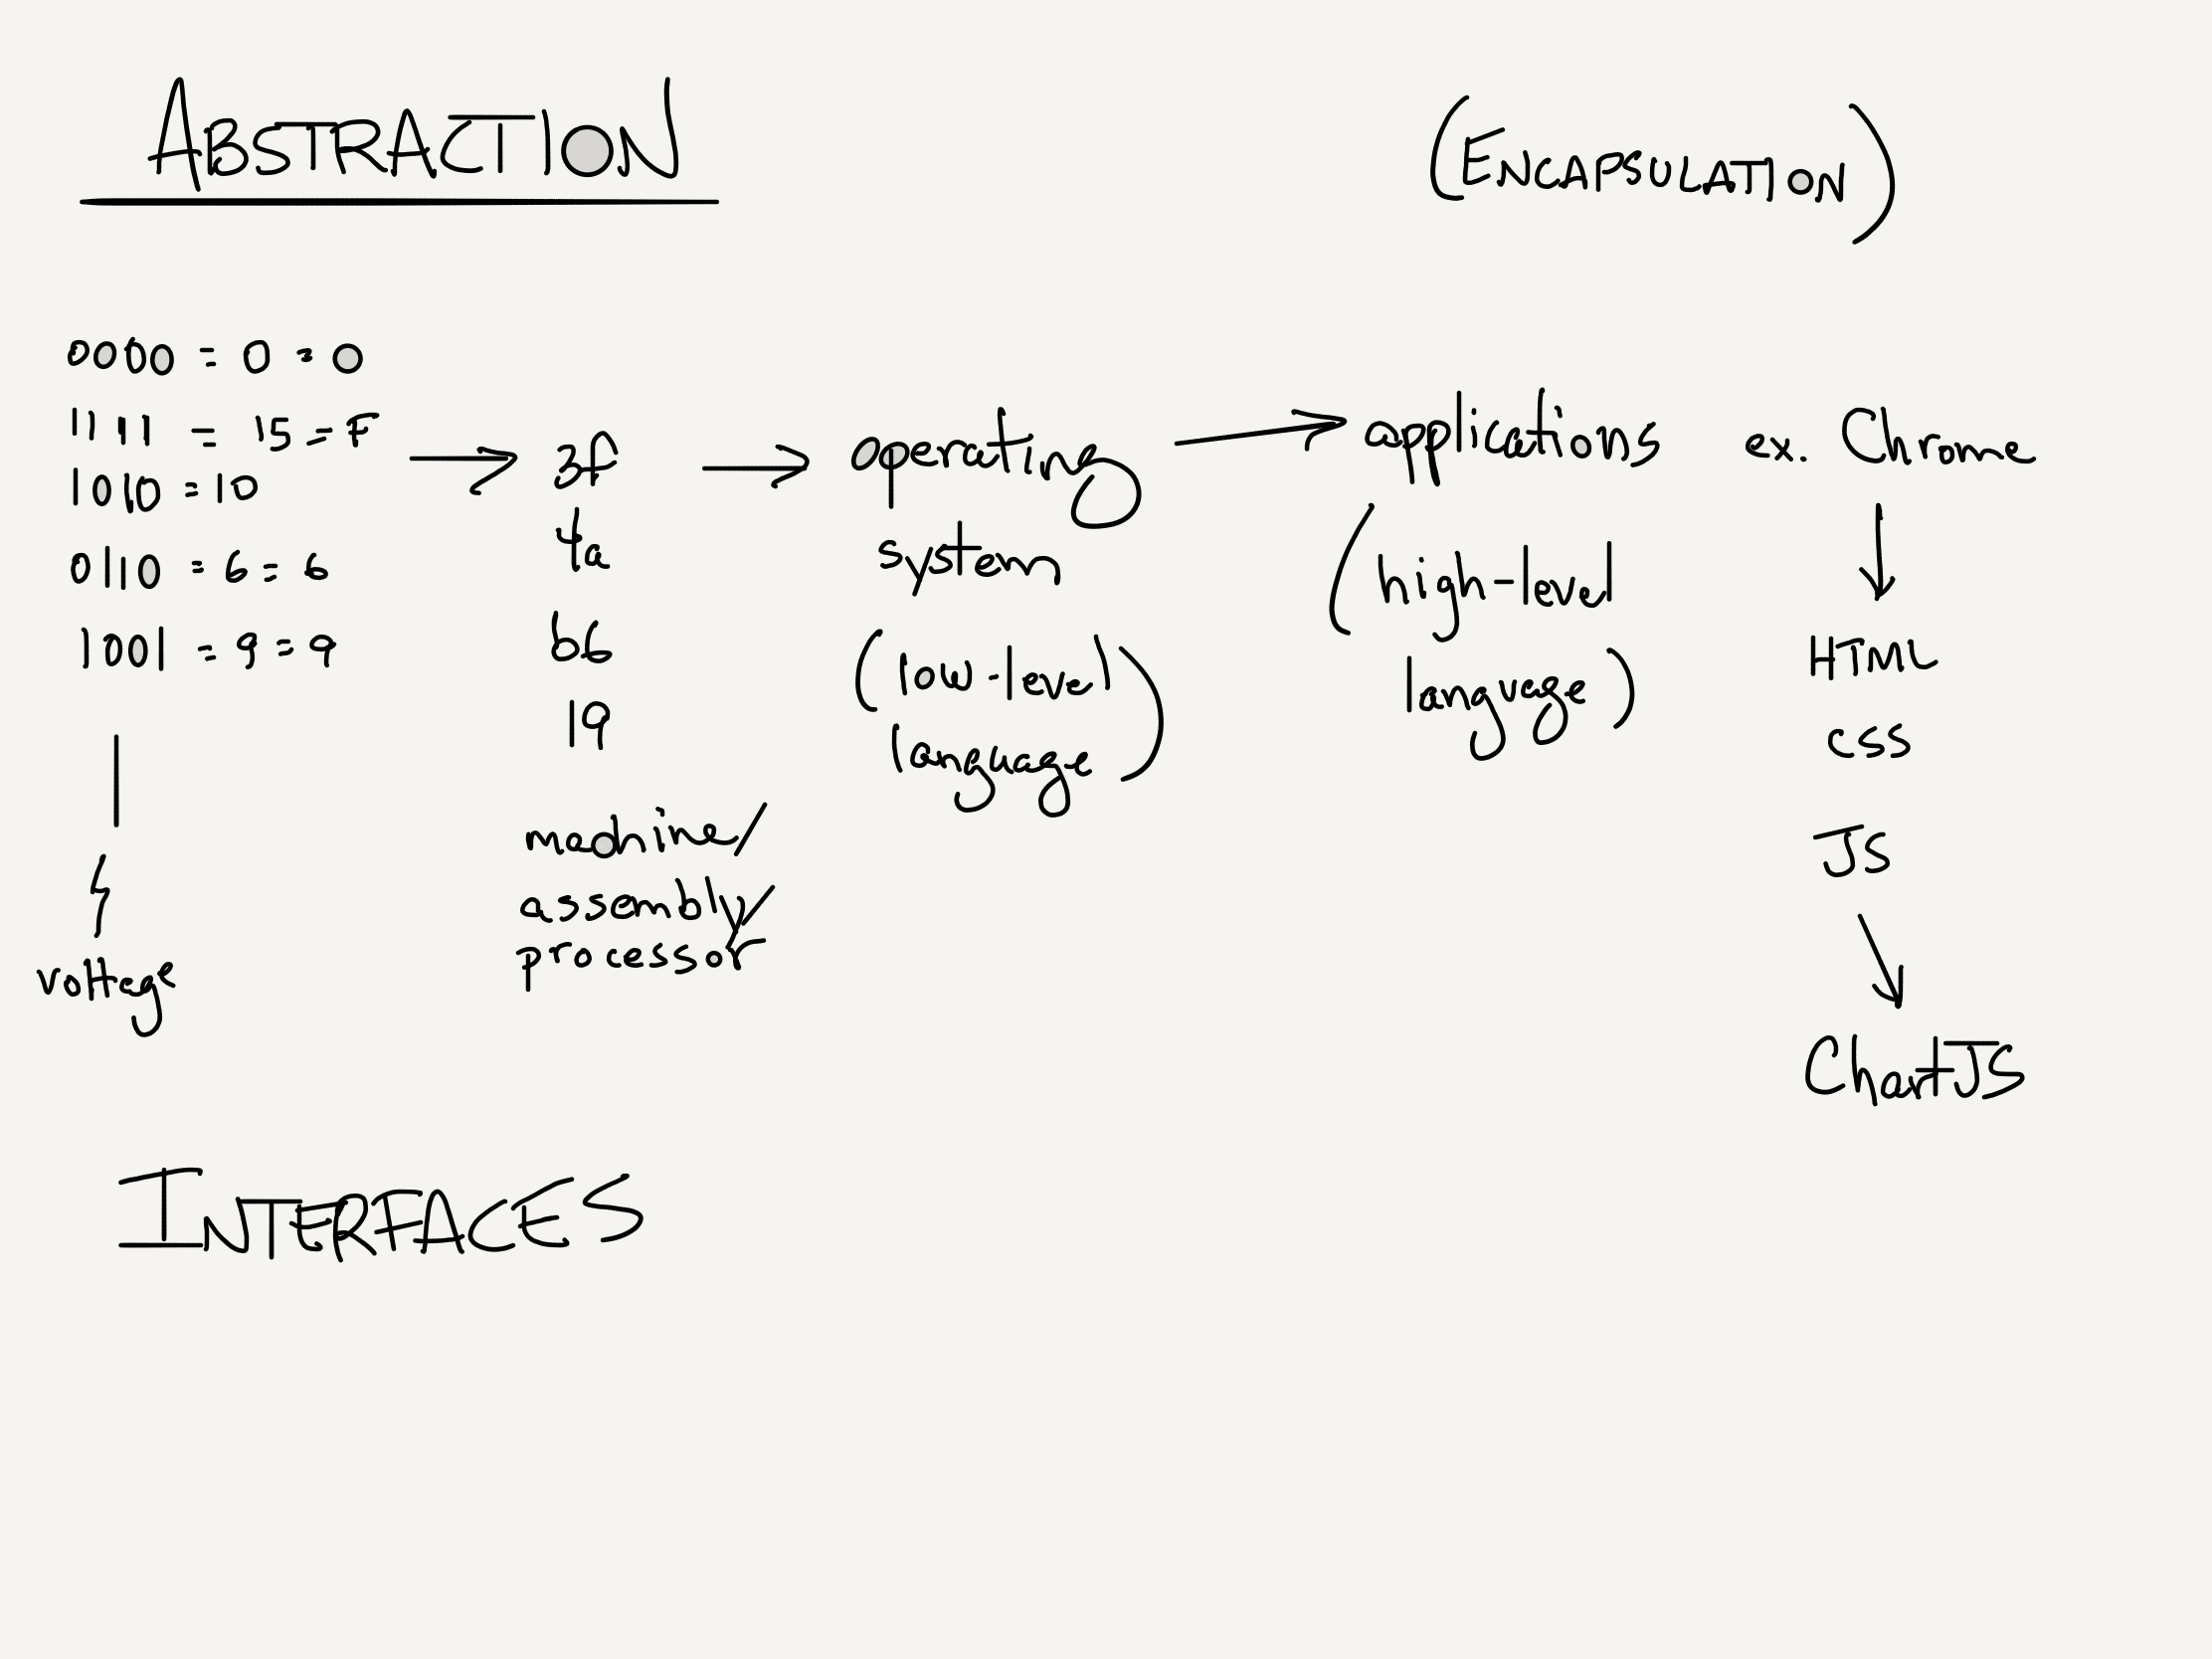 ABSTRACTION
(ENCAPSULATION)
0000 = 0 = 0
1111 = 15 = F
1010 = 10
0110 = 6 = 6
1001 = 9 = 9
voltage
3f
4a
b6
19
machine/
assembly/
processor
operating
system
(low-level
language)
applications
(high-level
language)
ex. Chrome
HTML
CSS
JS
ChartJS
INTERFACES